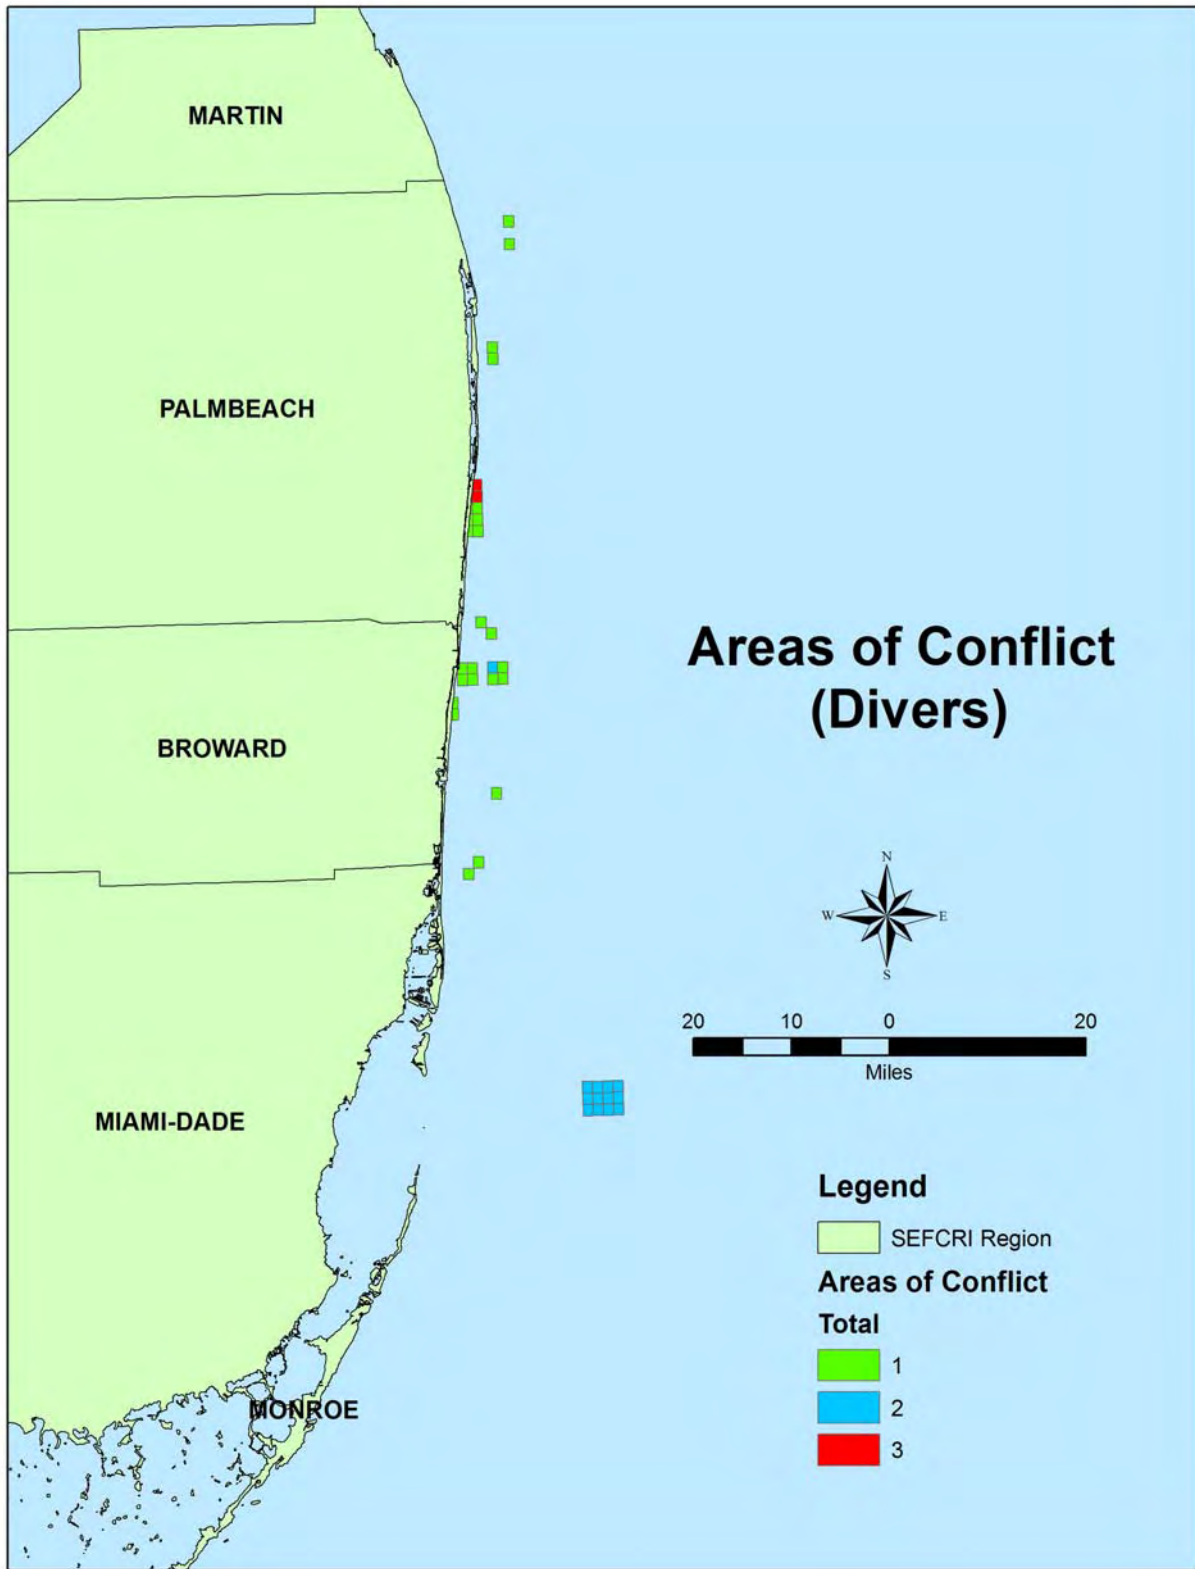 MARTIN
PALMBEACH
Areas of Conflict
(Divers)
BROWARD
N
W
E
S
20 10 0 20
Miles
MIAMI-DADE
Legend
SEFCRI Region
Areas of Conflict
Total
1
2
3
MONROE